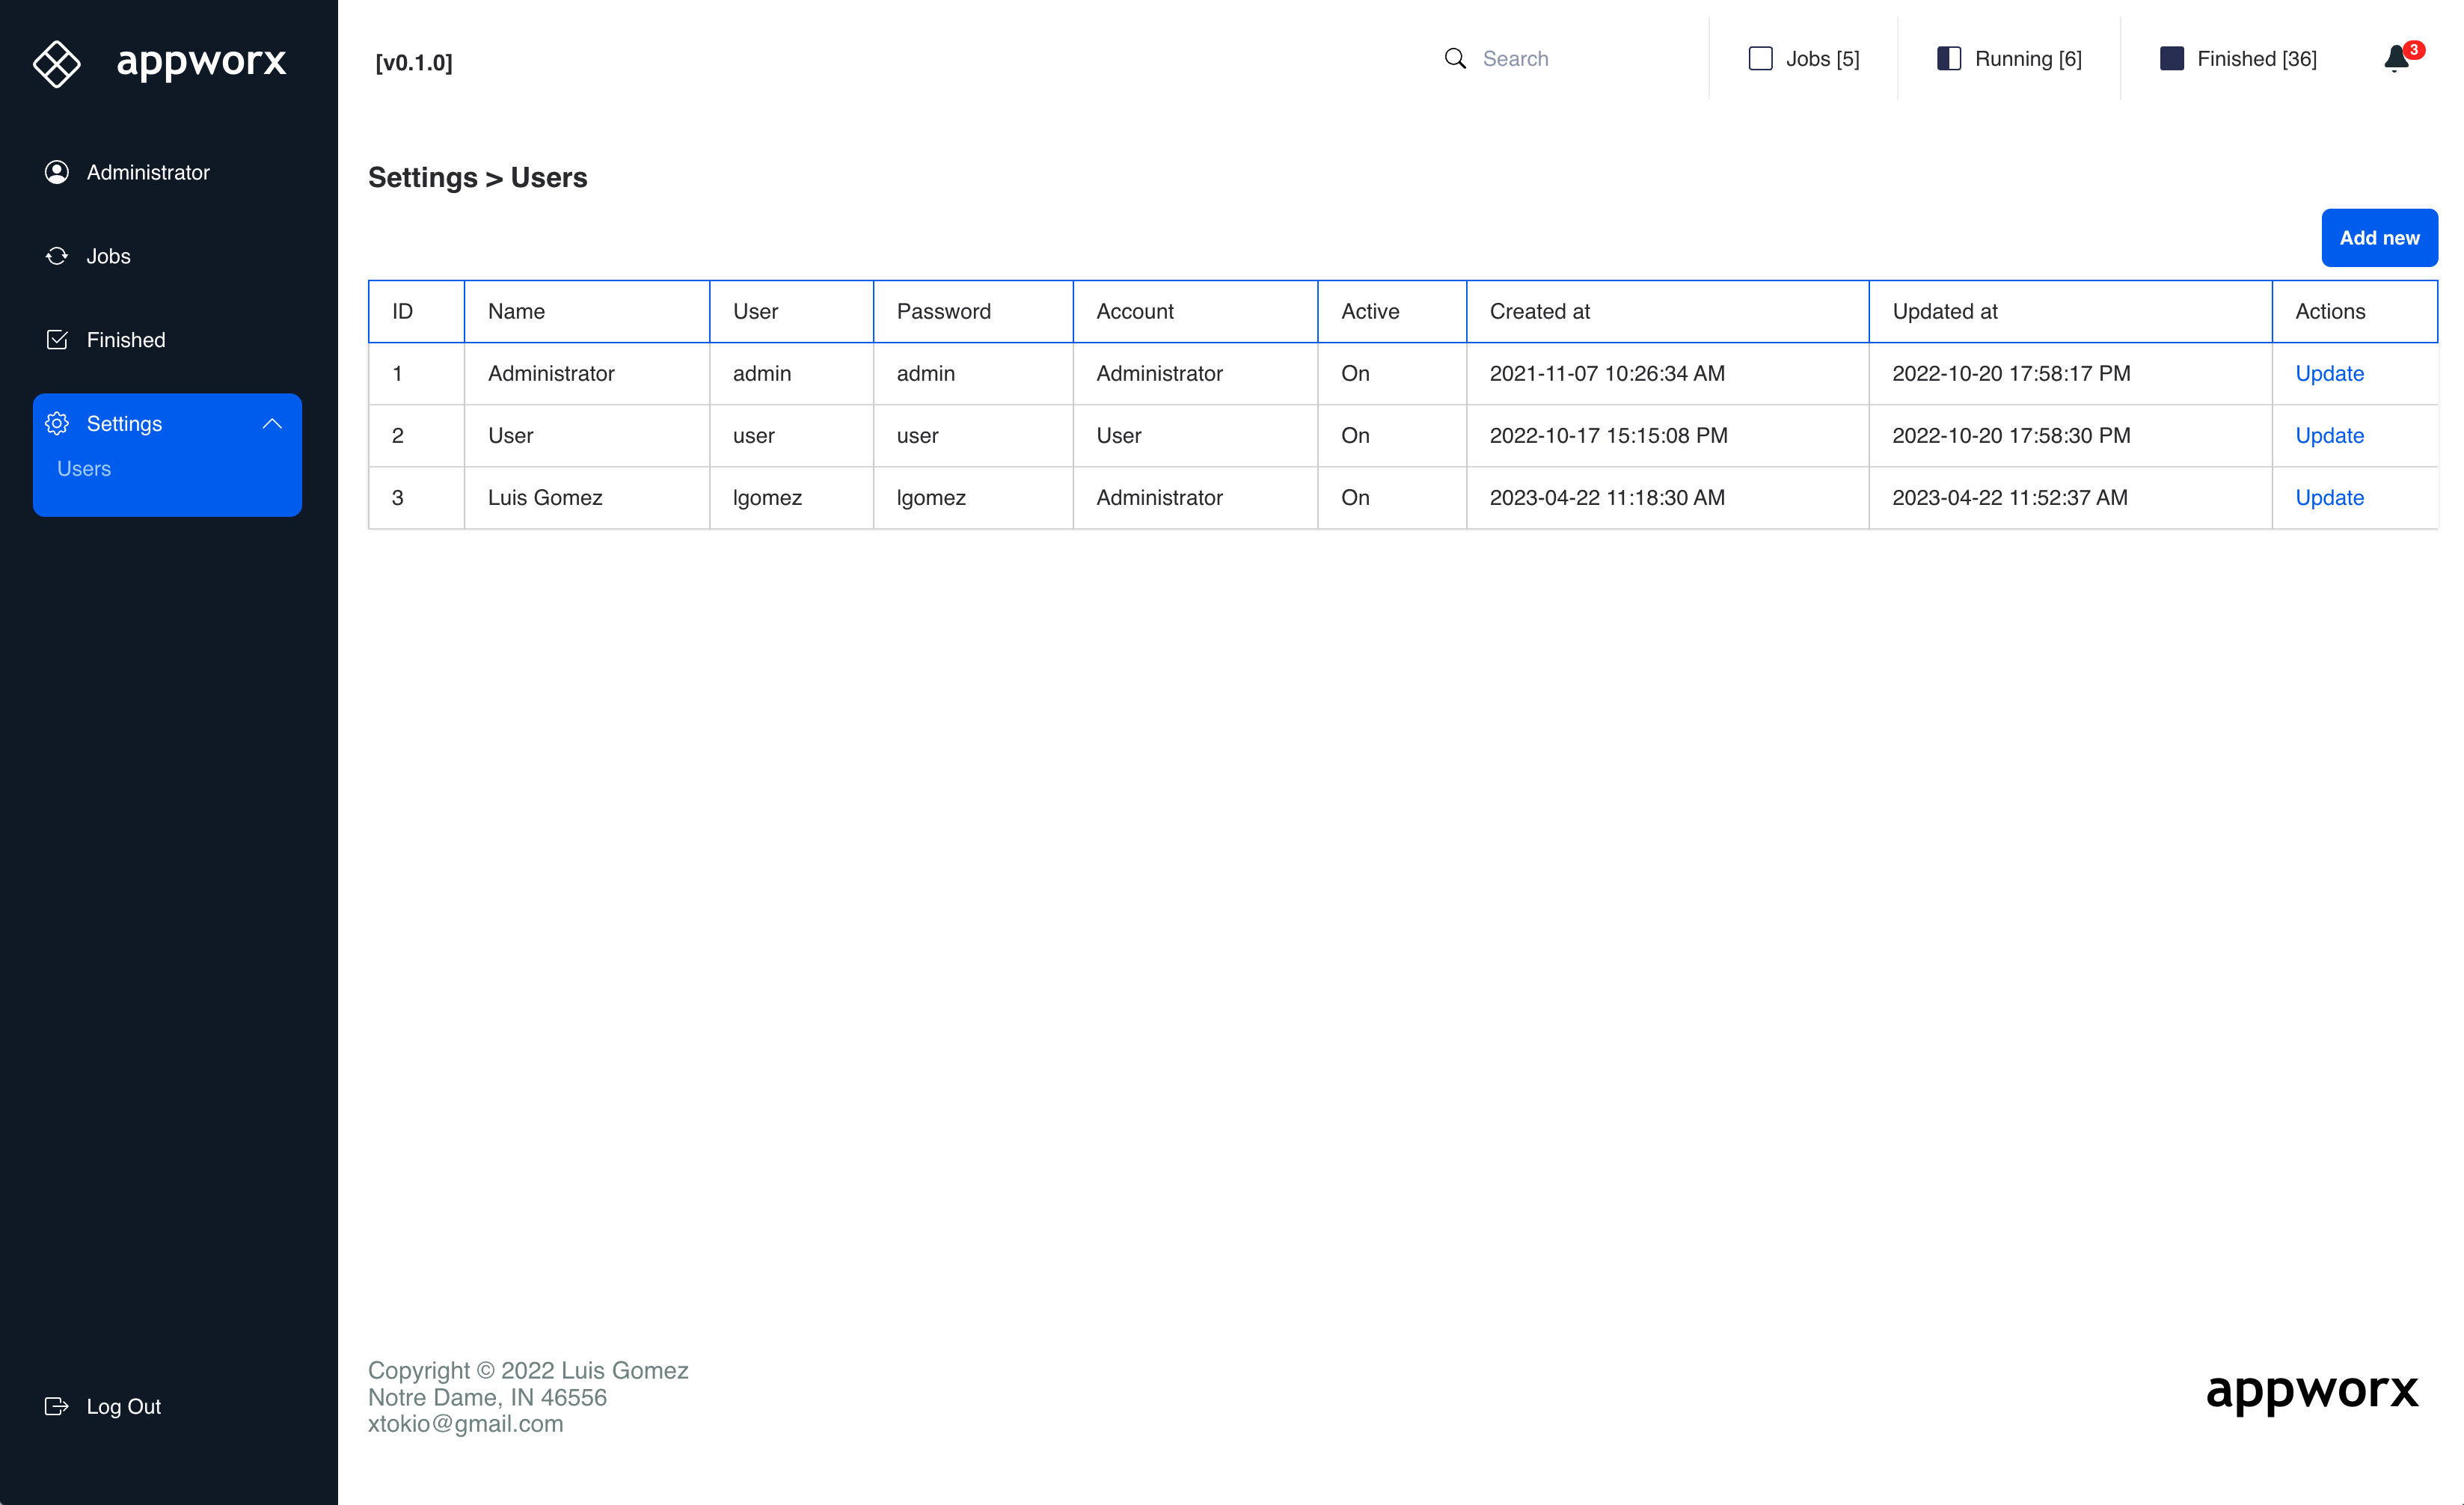 appworx
[v0.1.0]
Search
Jobs [5]
Running [6]
Finished [36]
3
Administrator
Jobs
Finished
Settings
Users
Log Out
Settings > Users
Add new
ID Name User Password Account Active Created at Updated at Actions
1 Administrator admin admin Administrator On 2021-11-07 10:26:34 AM 2022-10-20 17:58:17 PM Update
2 User user user User On 2022-10-17 15:15:08 PM 2022-10-20 17:58:30 PM Update
3 Luis Gomez lgomez lgomez Administrator On 2023-04-22 11:18:30 AM 2023-04-22 11:52:37 AM Update
Copyright © 2022 Luis Gomez
Notre Dame, IN 46556
xtokio@gmail.com
appworx